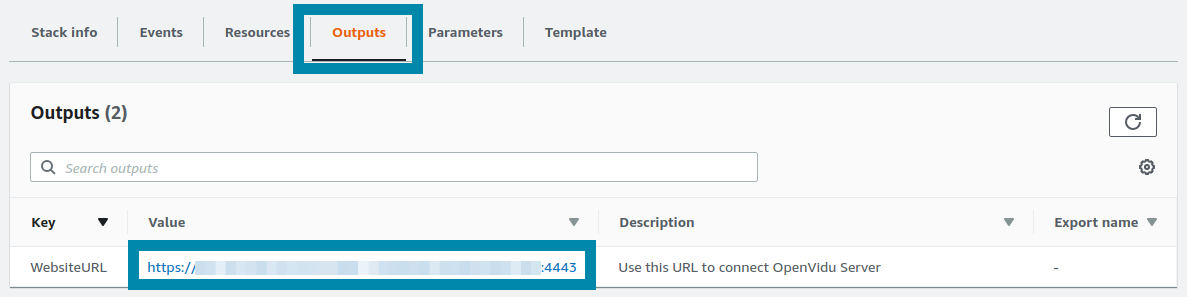 Stack info Events Resources Outputs Parameters Template
Outputs (2)
Search outputs
Key Value Description Export name
WebsiteURL https:// :4443 Use this URL to connect OpenVidu Server -